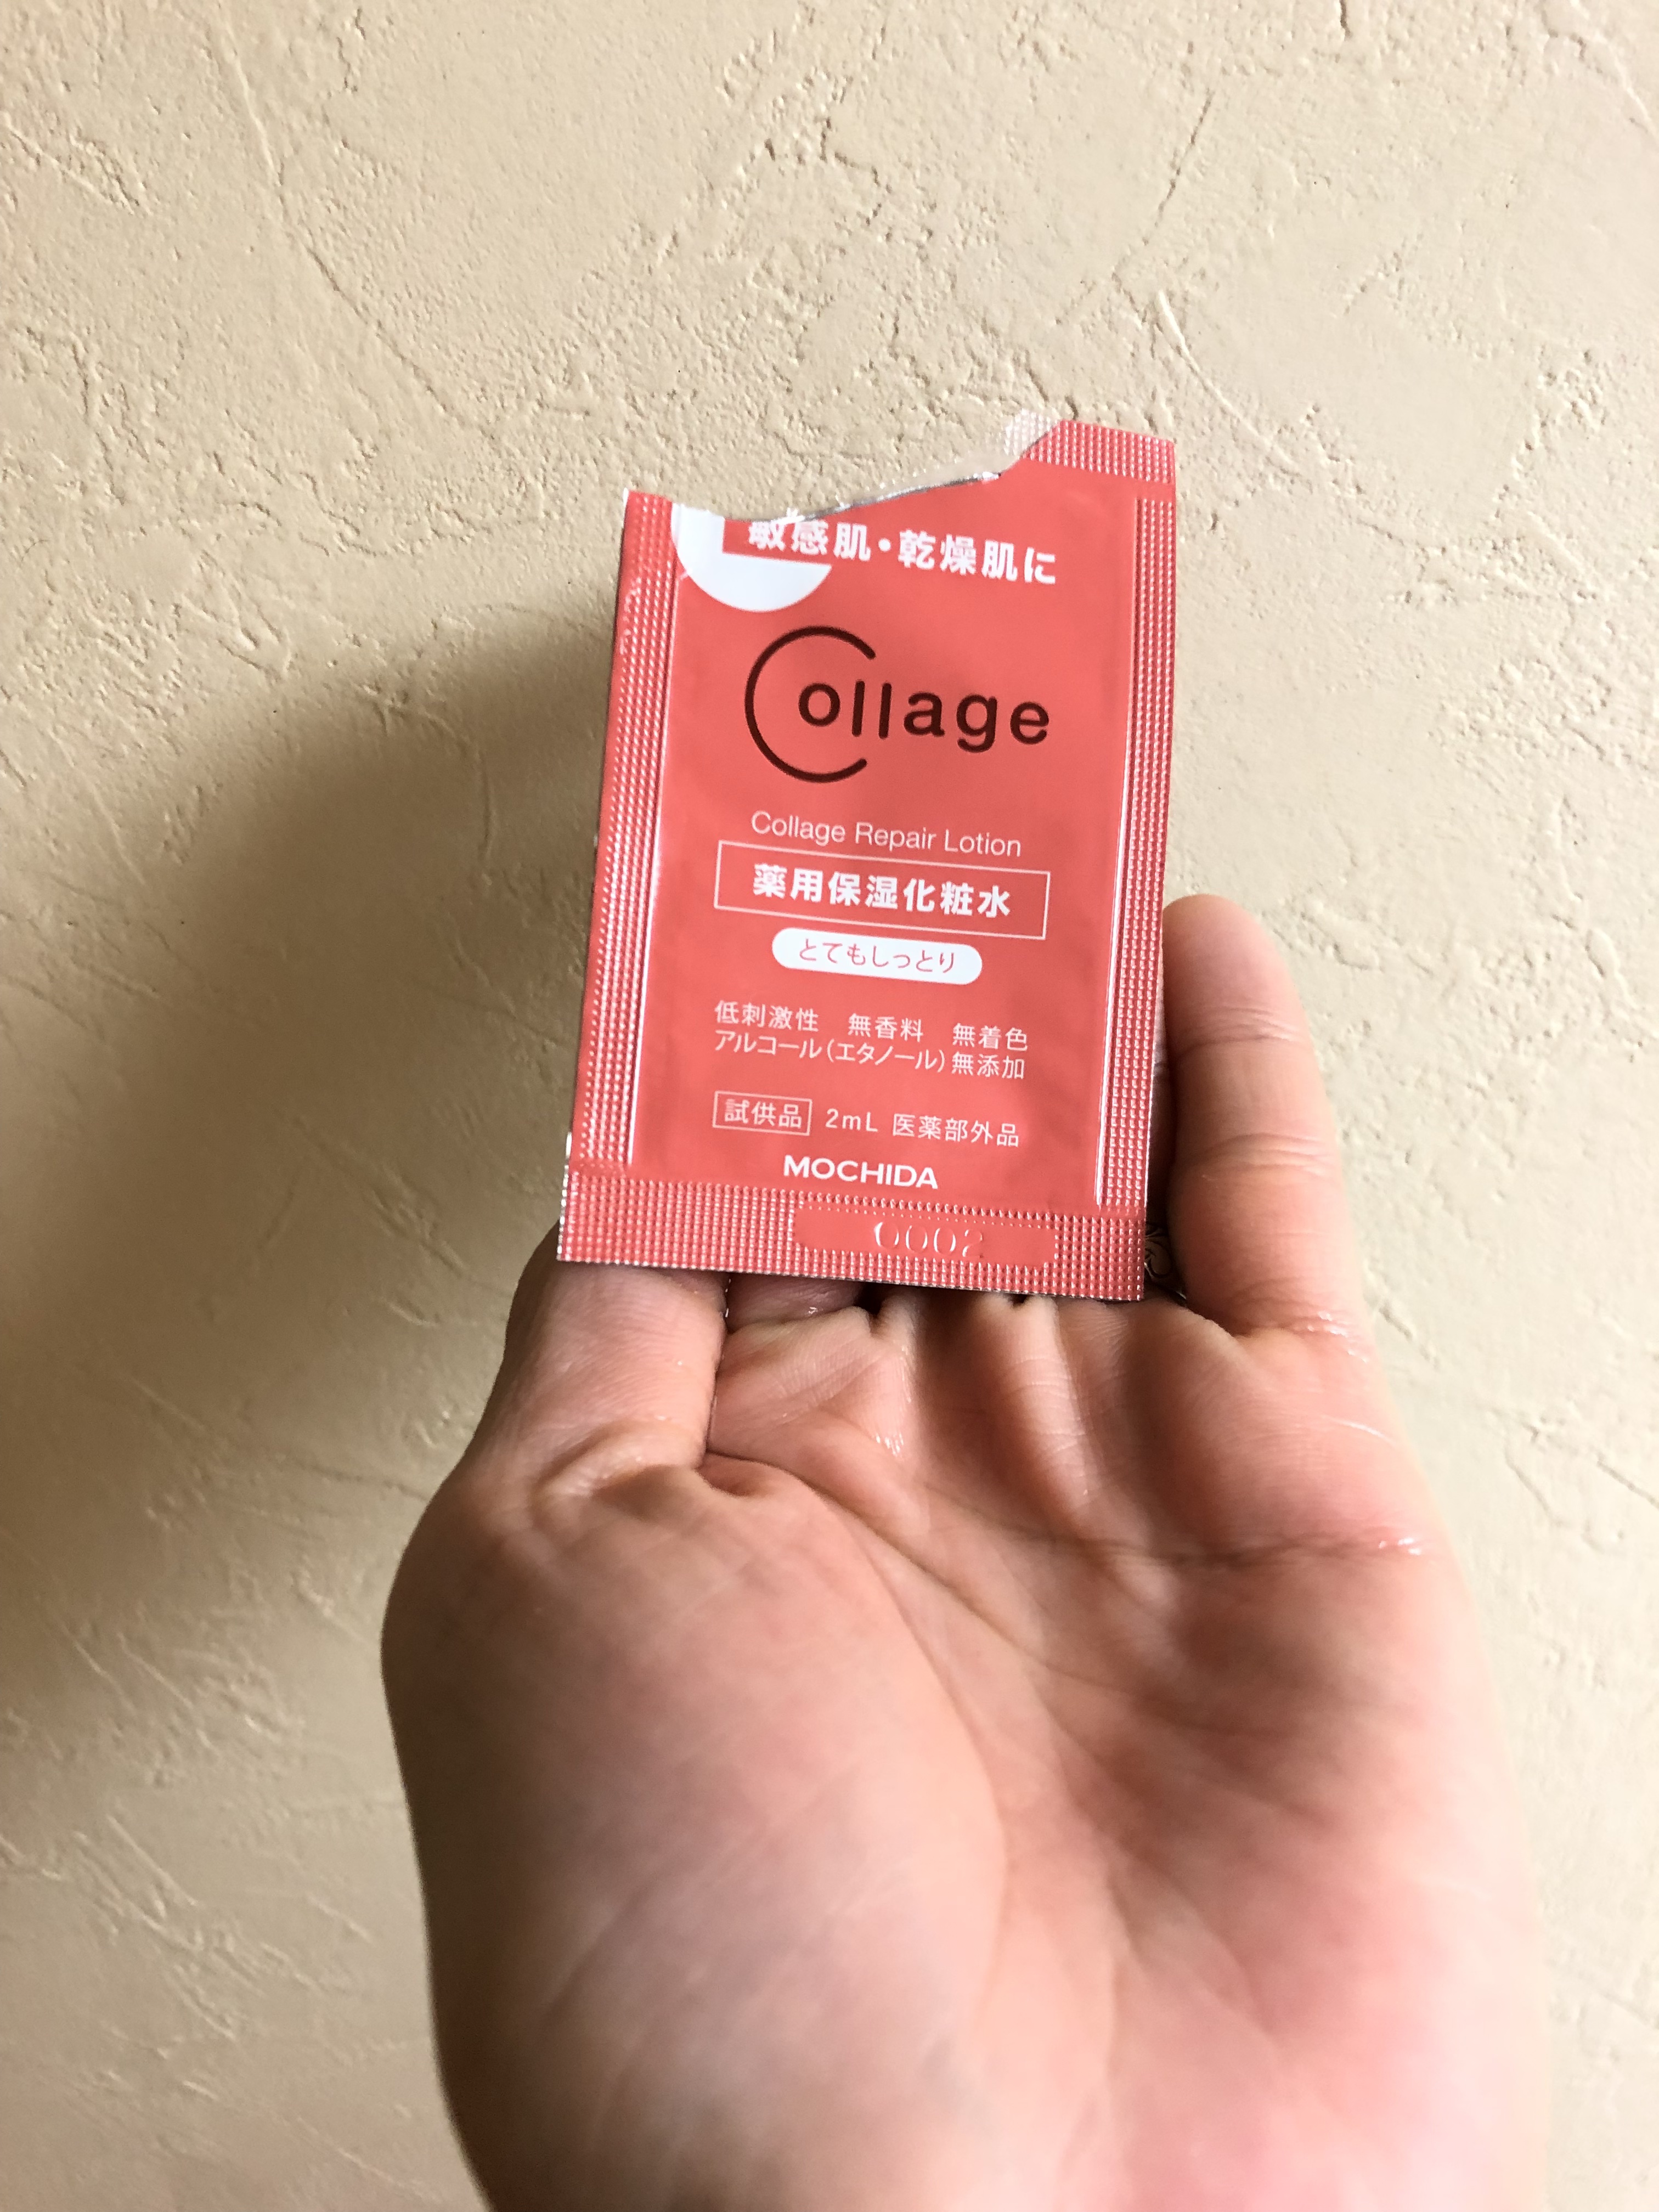 敏感肌・乾燥肌に
Collage
Collage Repair Lotion
薬用保湿化粧水
とてもしっとり
低刺激性 無香料 無着色
アルコール(エタノール)無添加
試供品 2mL 医薬部外品
MOCHIDA
0002